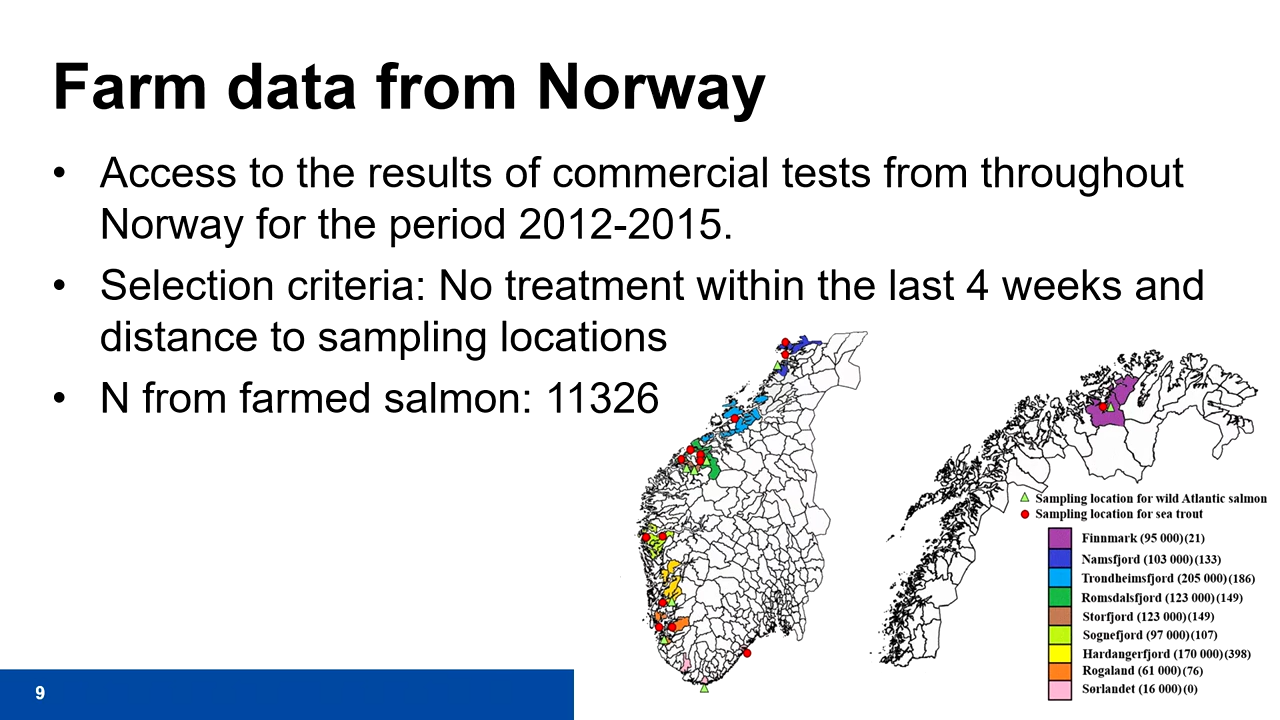 Farm data from Norway
• Access to the results of commercial tests from throughout
Norway for the period 2012-2015.
• Selection criteria: No treatment within the last 4 weeks and
distance to sampling locations
• N from farmed salmon: 11326
Sampling location for wild Atlantic salmon
Sampling location for sea trout
Finnmark (95 000)(21)
Namsfjord (103 000)(133)
Trondheimsfjord (205 000)(186)
Romsdalsfjord (123 000)(149)
Storfjord (123 000)(149)
Sognefjord (97 000)(107)
Hardangerfjord (170 000)(398)
Rogaland (61 000)(76)
Sørlandet (16 000)(0)
9